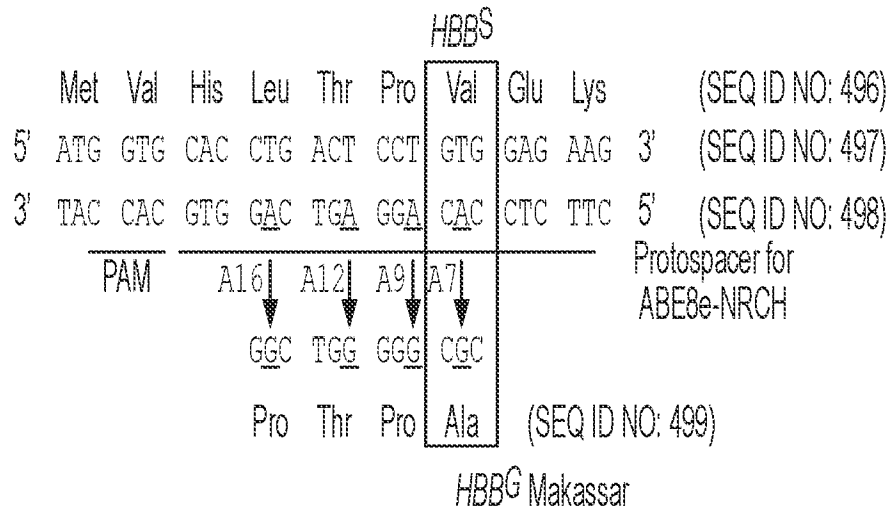 HBBS
Met Val His Leu Thr Pro Val Glu Lys (SEQ ID NO: 496)
5' ATG GTG CAC CTG ACT CCT GTG GAG AAG 3' (SEQ ID NO: 497)
3' TAC CAC GTG GAC TGA GGA CAC CTC TTC 5' (SEQ ID NO: 498)
PAM A16 A12 A9 A7 Protospacer for
ABE8e-NRCH
GGC TGG GGG CGC
Pro Thr Pro Ala (SEQ ID NO: 499)
HBBG Makassar